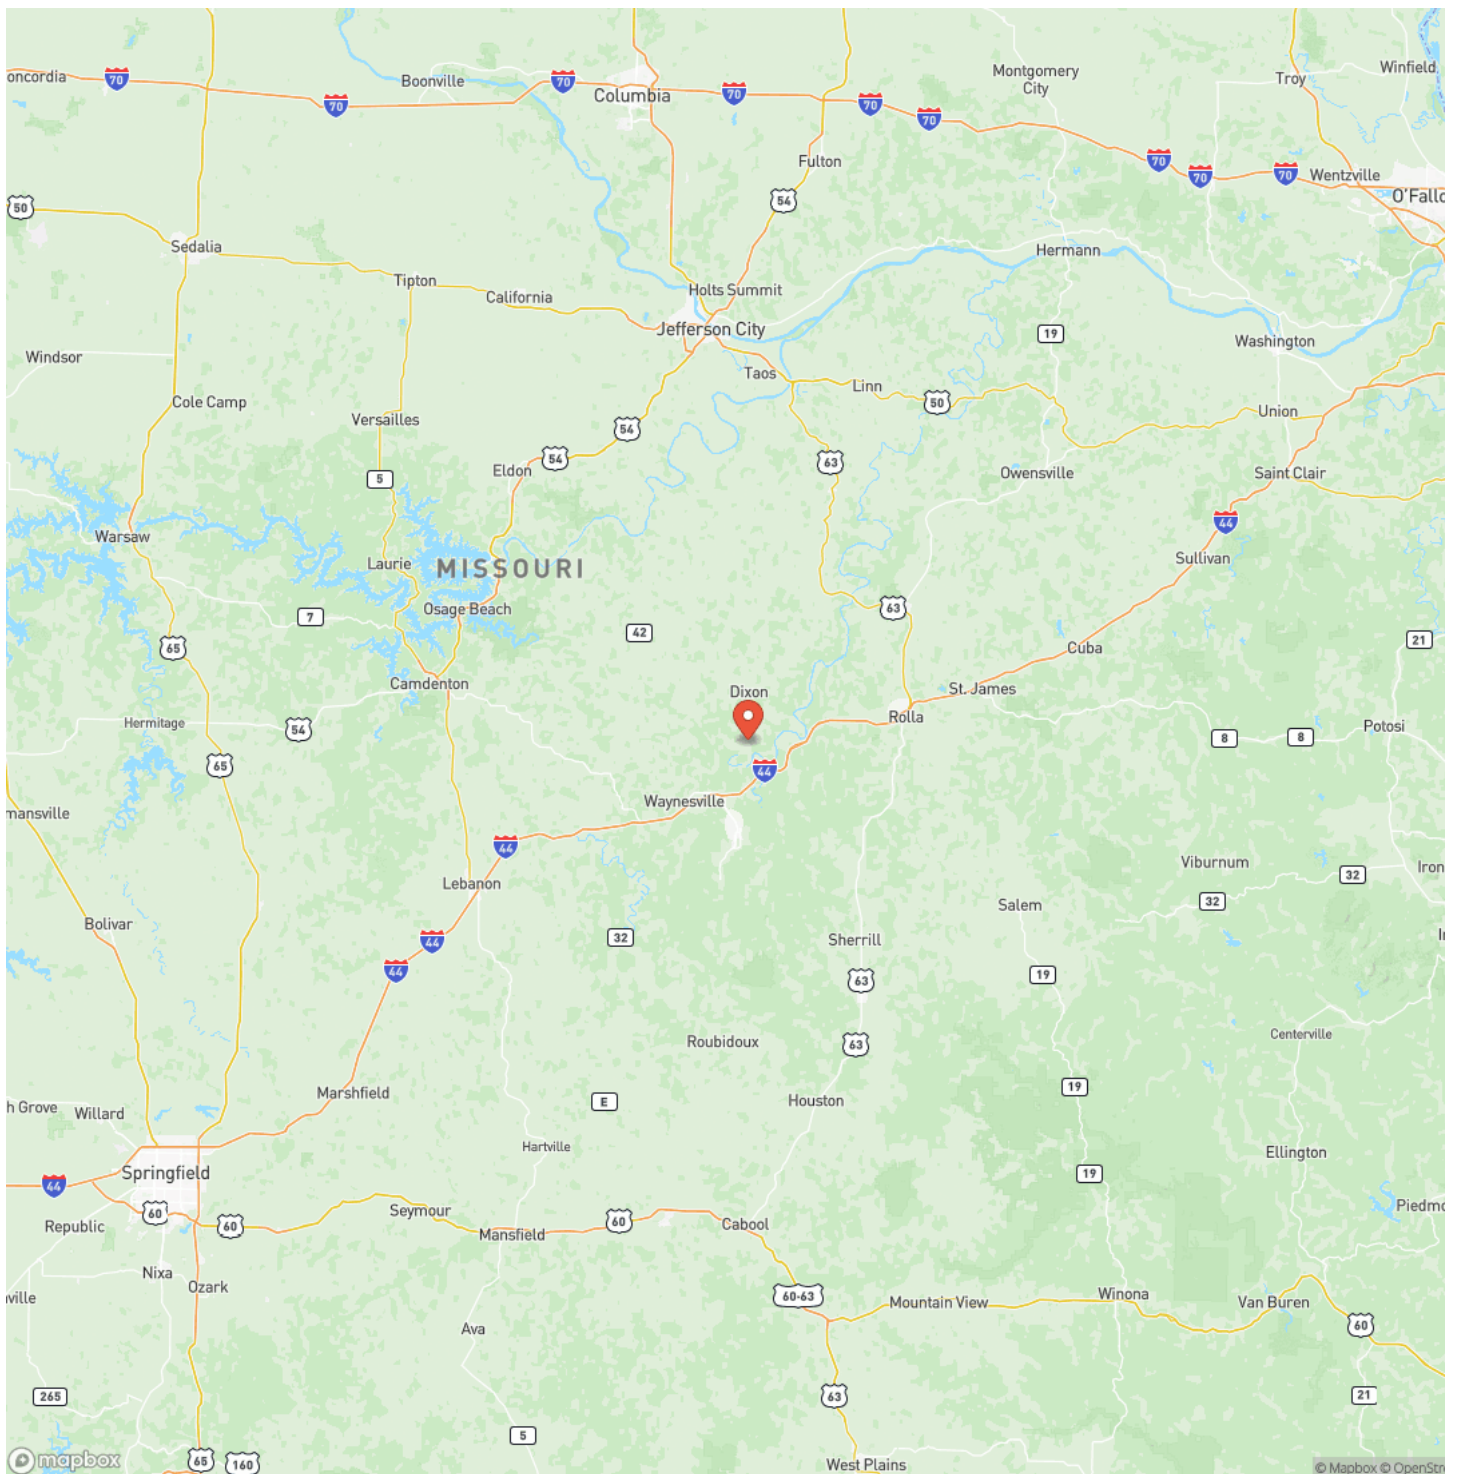 oncordia
70
Boonville
70
Columbia
70
70
70
Montgomery
City
Troy
Winfield
70
70
70
Wentzville
O'Fallo
Fulton
54
50
Sedalia
Hermann
Tipton
California
Holts Summit
Jefferson City
19
Washington
Windsor
Taos
Linn
50
Cole Camp
Versailles
54
Union
54
63
Eldon
5
Owensville
Saint Clair
44
Warsaw
Laurie
MISSOURI
Sullivan
Osage Beach
63
7
42
65
Cuba
21
Camdenton
Dixon
St. James
Rolla
Hermitage
54
8
8
Potosi
65
44
Waynesville
mansville
44
Viburnum
Iron
32
Lebanon
32
Salem
Bolivar
44
32
Sherrill
I
44
63
19
Roubidoux
63
Centerville
Marshfield
19
h Grove
Willard
E
Houston
Hartville
Ellington
Springfield
44
19
60
Seymour
Piedmo
Republic
60
Mansfield
60
Cabool
Nixa
Ozark
ville
60-63
Mountain View
Winona
Van Buren
Ava
60
265
63
21
5
mapbox
65
160
West Plains
© Mapbox © OpenStre